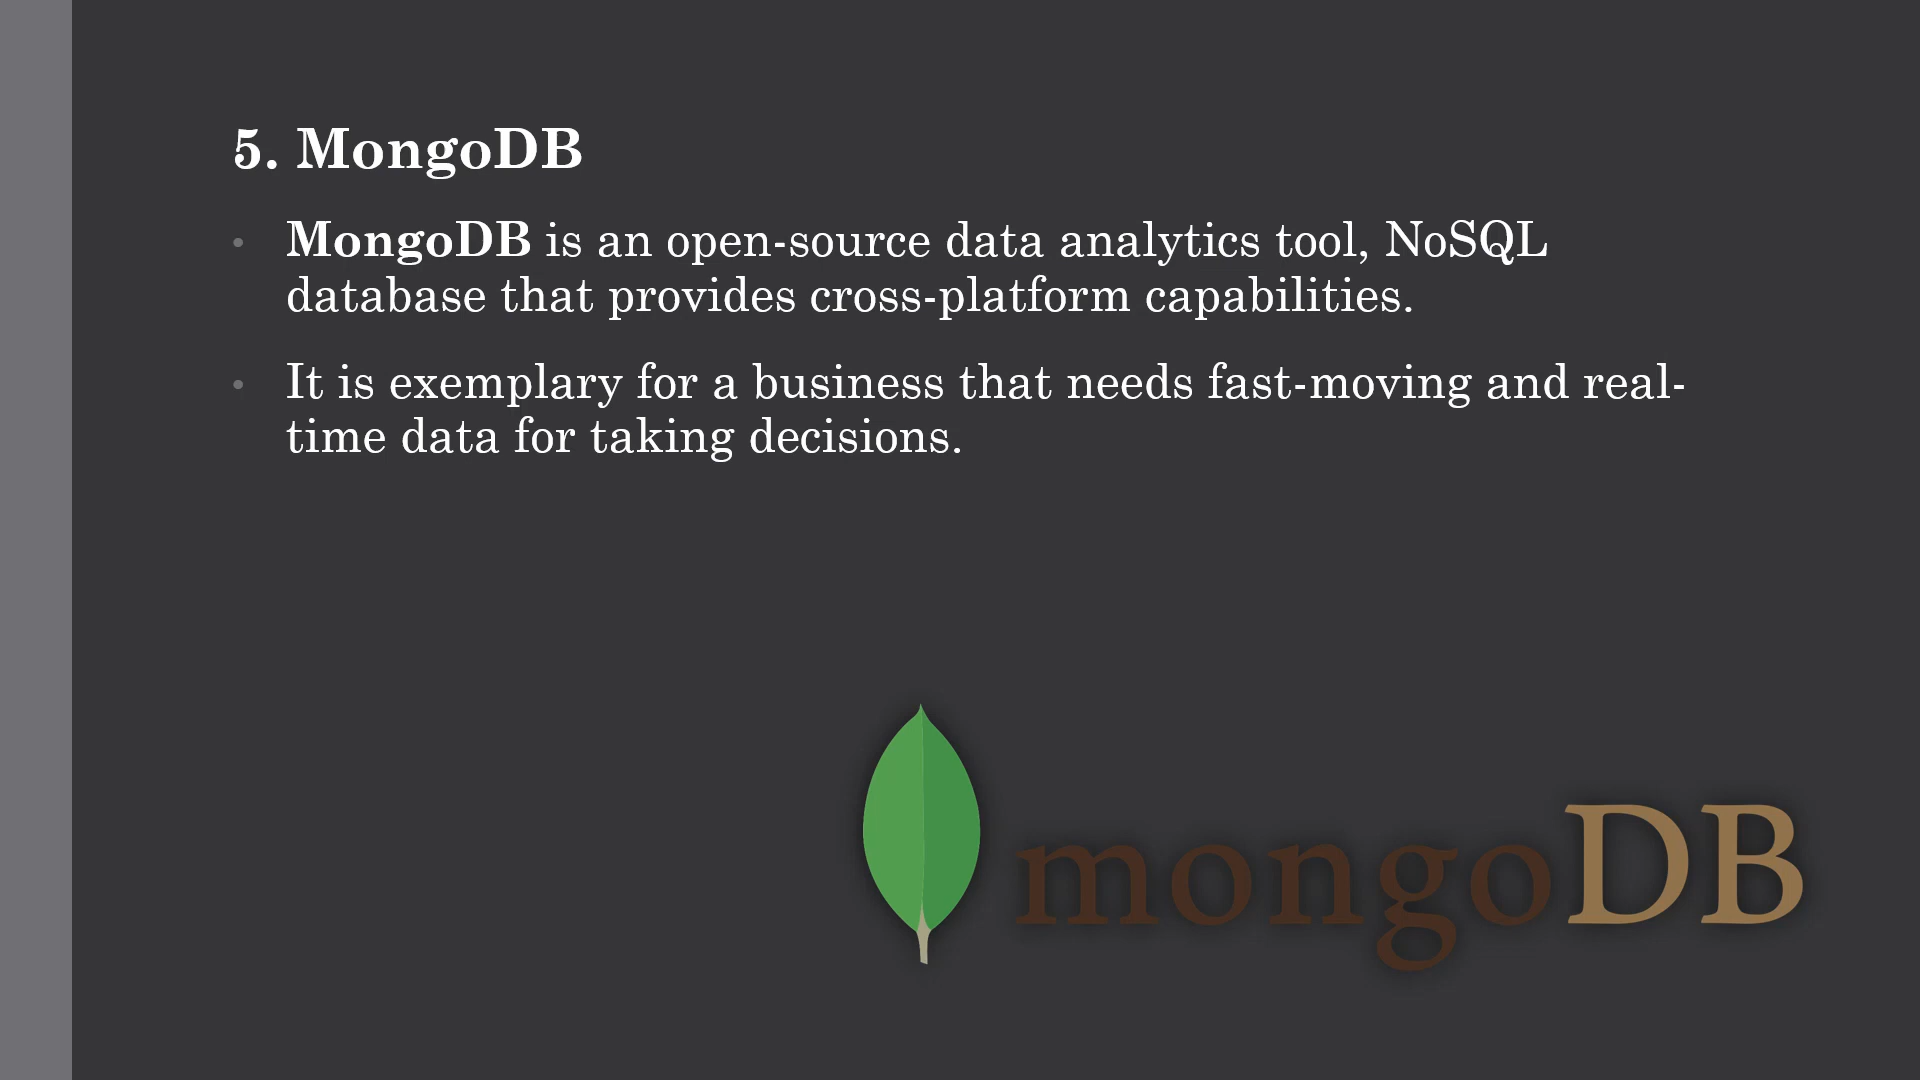 5. MongoDB
• MongoDB is an open-source data analytics tool, NoSQL
database that provides cross-platform capabilities.
• It is exemplary for a business that needs fast-moving and real-
time data for taking decisions.
mongoDB